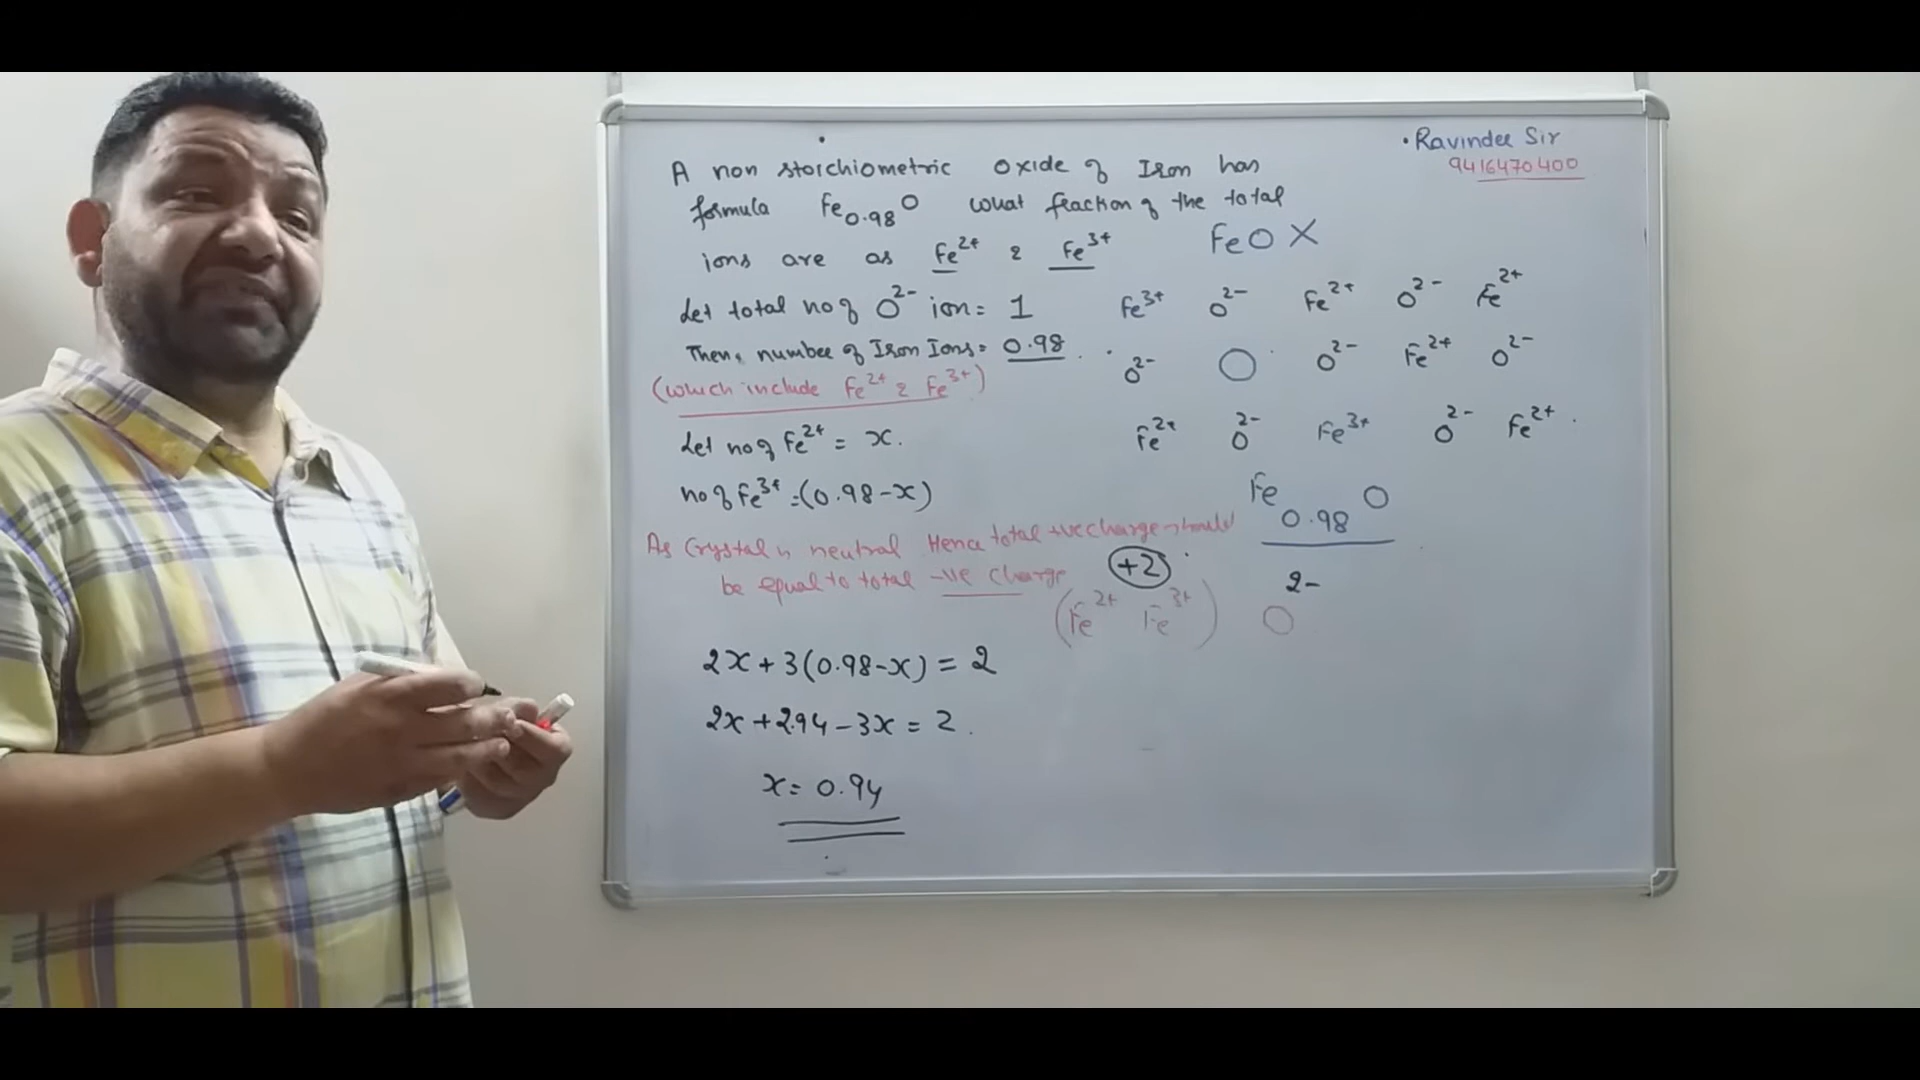 • Ravinder Sir
9416470400
A non stoichiometric oxide of Iron has
formula Fe0.98O what fraction of the total
ions are as Fe2+ & Fe3+
FeO X
Let total no of O2- ion = 1
Then, number of Iron Ions = 0.98
(which include Fe2+ & Fe3+)
Let no of Fe2+ = x.
no of Fe3+ = (0.98-x)
As Crystal is neutral Hence total +ve charge should
be equal to total -ve charge
2x + 3(0.98-x) = 2
2x + 2.94 - 3x = 2
x = 0.94
Fe3+ O2- Fe2+ O2- Fe2+
O2- O2- Fe2+ O2-
Fe2+ O2- Fe3+ O2- Fe2+
Fe0.98O
+2 2-
(Fe2+ Fe3+) O